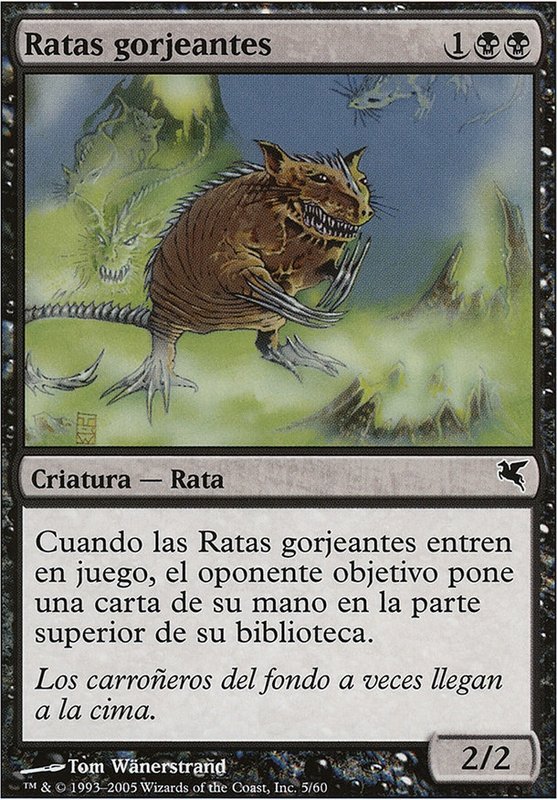 Ratas gorjeantes 1
Criatura — Rata
Cuando las Ratas gorjeantes entren
en juego, el oponente objetivo pone
una carta de su mano en la parte
superior de su biblioteca.
Los carroñeros del fondo a veces llegan
a la cima.
2/2
Tom Wänerstrand
™ & © 1993–2005 Wizards of the Coast, Inc. 5/60